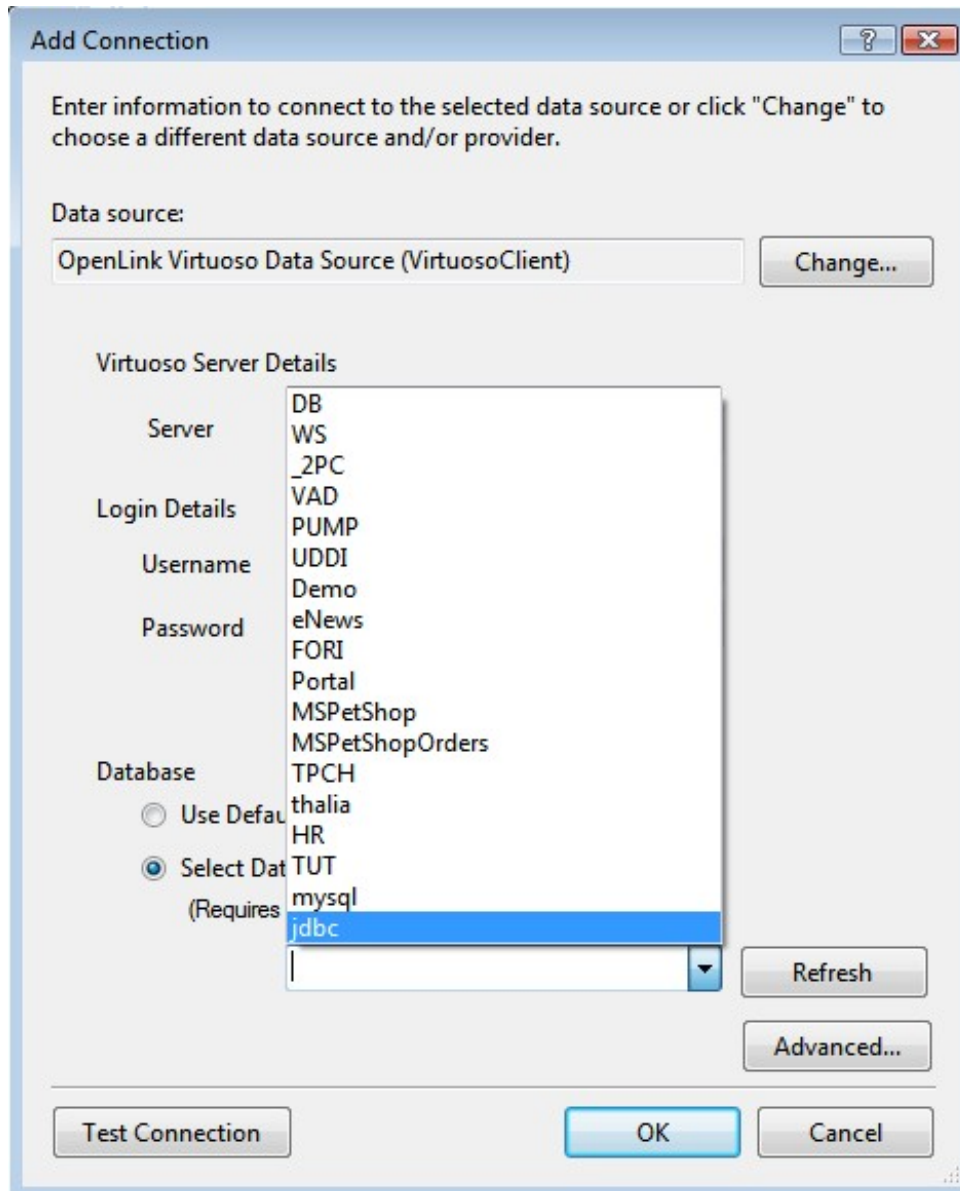 Add Connection
Enter information to connect to the selected data source or click "Change" to
choose a different data source and/or provider.
Data source:
OpenLink Virtuoso Data Source (VirtuosoClient)
Change...
Virtuoso Server Details
Server
Login Details
Username
Password
DB
WS
_2PC
VAD
PUMP
UDDI
Demo
eNews
FORI
Portal
MSPetShop
MSPetShopOrders
TPCH
thalia
HR
TUT
mysql
jdbc
Database
Use Defau
Select Dat
(Requires
Refresh
Advanced...
Test Connection
OK
Cancel